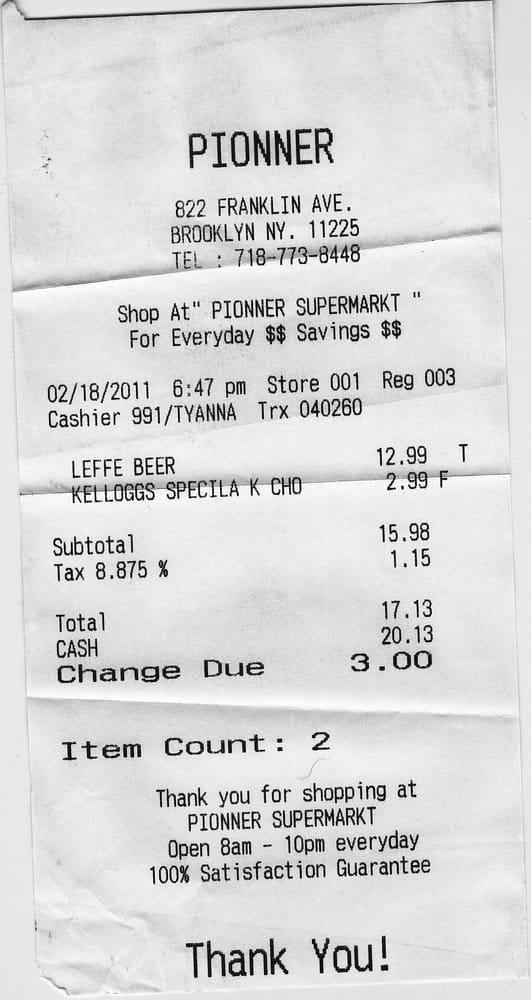 PIONNER
822 FRANKLIN AVE.
BROOKLYN NY. 11225
TEL : 718-773-8448
Shop At" PIONNER SUPERMARKT "
For Everyday $$ Savings $$
02/18/2011 6:47 pm Store 001 Reg 003
Cashier 991/TYANNA Trx 040260
LEFFE BEER 12.99 T
KELLOGGS SPECILA K CHO 2.99 F
Subtotal 15.98
Tax 8.875 % 1.15
Total 17.13
CASH 20.13
Change Due 3.00
Item Count: 2
Thank you for shopping at
PIONNER SUPERMARKT
Open 8am - 10pm everyday
100% Satisfaction Guarantee
Thank You!